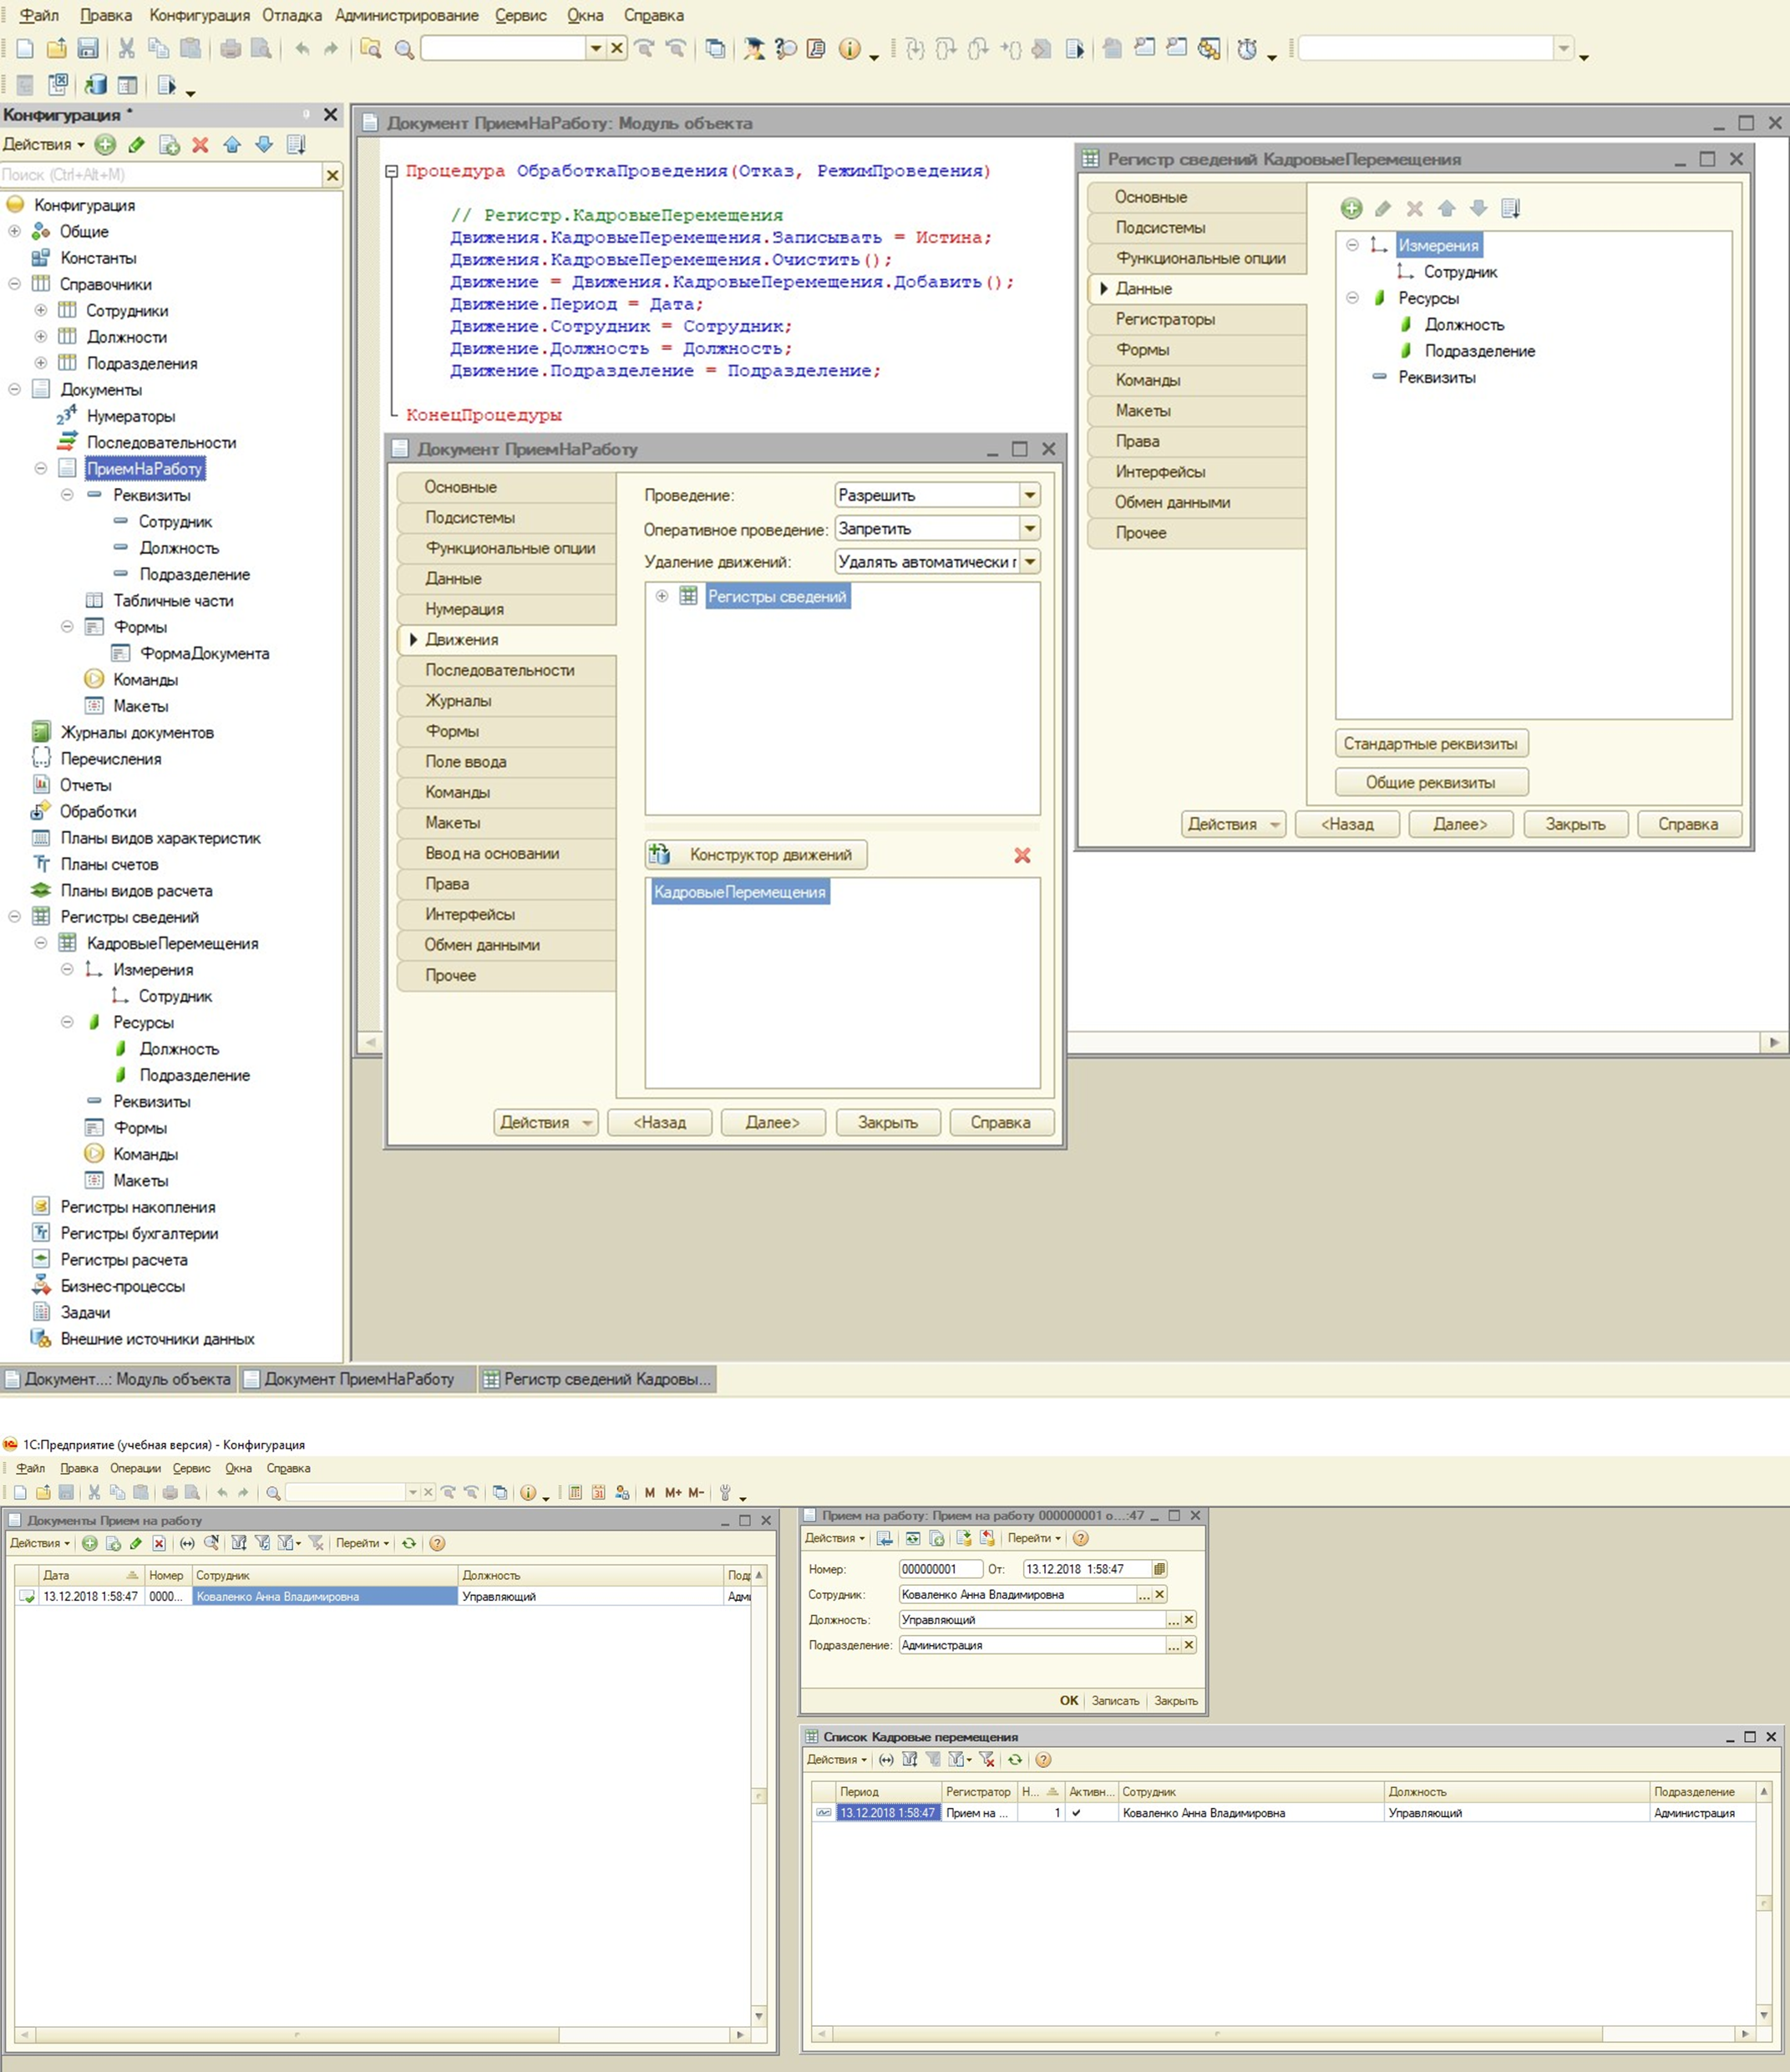 Файл Правка Конфигурация Отладка Администрирование Сервис Окна Справка
Конфигурация *
Действия
Поиск (Ctrl+Alt+M)
Конфигурация
Общие
Константы
Справочники
Сотрудники
Должности
Подразделения
Документы
Нумераторы
Последовательности
ПриемНаРаботу
Реквизиты
Сотрудник
Должность
Подразделение
Табличные части
Формы
ФормаДокумента
Команды
Макеты
Журналы документов
Перечисления
Отчеты
Обработки
Планы видов характеристик
Планы счетов
Планы видов расчета
Регистры сведений
КадровыеПеремещения
Измерения
Сотрудник
Ресурсы
Должность
Подразделение
Реквизиты
Формы
Команды
Макеты
Регистры накопления
Регистры бухгалтерии
Регистры расчета
Бизнес-процессы
Задачи
Внешние источники данных
Документ ПриемНаРаботу: Модуль объекта
Процедура ОбработкаПроведения(Отказ, РежимПроведения)
// Регистр.КадровыеПеремещения
Движения.КадровыеПеремещения.Записывать = Истина;
Движения.КадровыеПеремещения.Очистить();
Движение = Движения.КадровыеПеремещения.Добавить();
Движение.Период = Дата;
Движение.Сотрудник = Сотрудник;
Движение.Должность = Должность;
Движение.Подразделение = Подразделение;
КонецПроцедуры
Документ ПриемНаРаботу
Основные
Подсистемы
Функциональные опции
Данные
Нумерация
Движения
Последовательности
Журналы
Формы
Поле ввода
Команды
Макеты
Ввод на основании
Права
Интерфейсы
Обмен данными
Прочее
Проведение: Разрешить
Оперативное проведение: Запретить
Удаление движений: Удалять автоматически г
Регистры сведений
Конструктор движений
КадровыеПеремещения
Действия <Назад Далее> Закрыть Справка
Регистр сведений КадровыеПеремещения
Основные
Подсистемы
Функциональные опции
Данные
Регистраторы
Формы
Команды
Макеты
Права
Интерфейсы
Обмен данными
Прочее
Измерения
Сотрудник
Ресурсы
Должность
Подразделение
Реквизиты
Стандартные реквизиты
Общие реквизиты
Действия <Назад Далее> Закрыть Справка
Документ...: Модуль объекта Документ ПриемНаРаботу Регистр сведений Кадровы...
1С:Предприятие (учебная версия) - Конфигурация
Файл Правка Операции Сервис Окна Справка
M M+ M-
Документы Прием на работу
Действия Перейти
Дата Номер Сотрудник Должность Под
13.12.2018 1:58:47 0000... Коваленко Анна Владимировна Управляющий Адми
Прием на работу: Прием на работу 000000001 о...:47
Действия Перейти
Номер: 000000001 От: 13.12.2018 1:58:47
Сотрудник: Коваленко Анна Владимировна
Должность: Управляющий
Подразделение: Администрация
OK Записать Закрыть
Список Кадровые перемещения
Действия
Период Регистратор Н... Активн... Сотрудник Должность Подразделение
13.12.2018 1:58:47 Прием на ... 1 Коваленко Анна Владимировна Управляющий Администрация